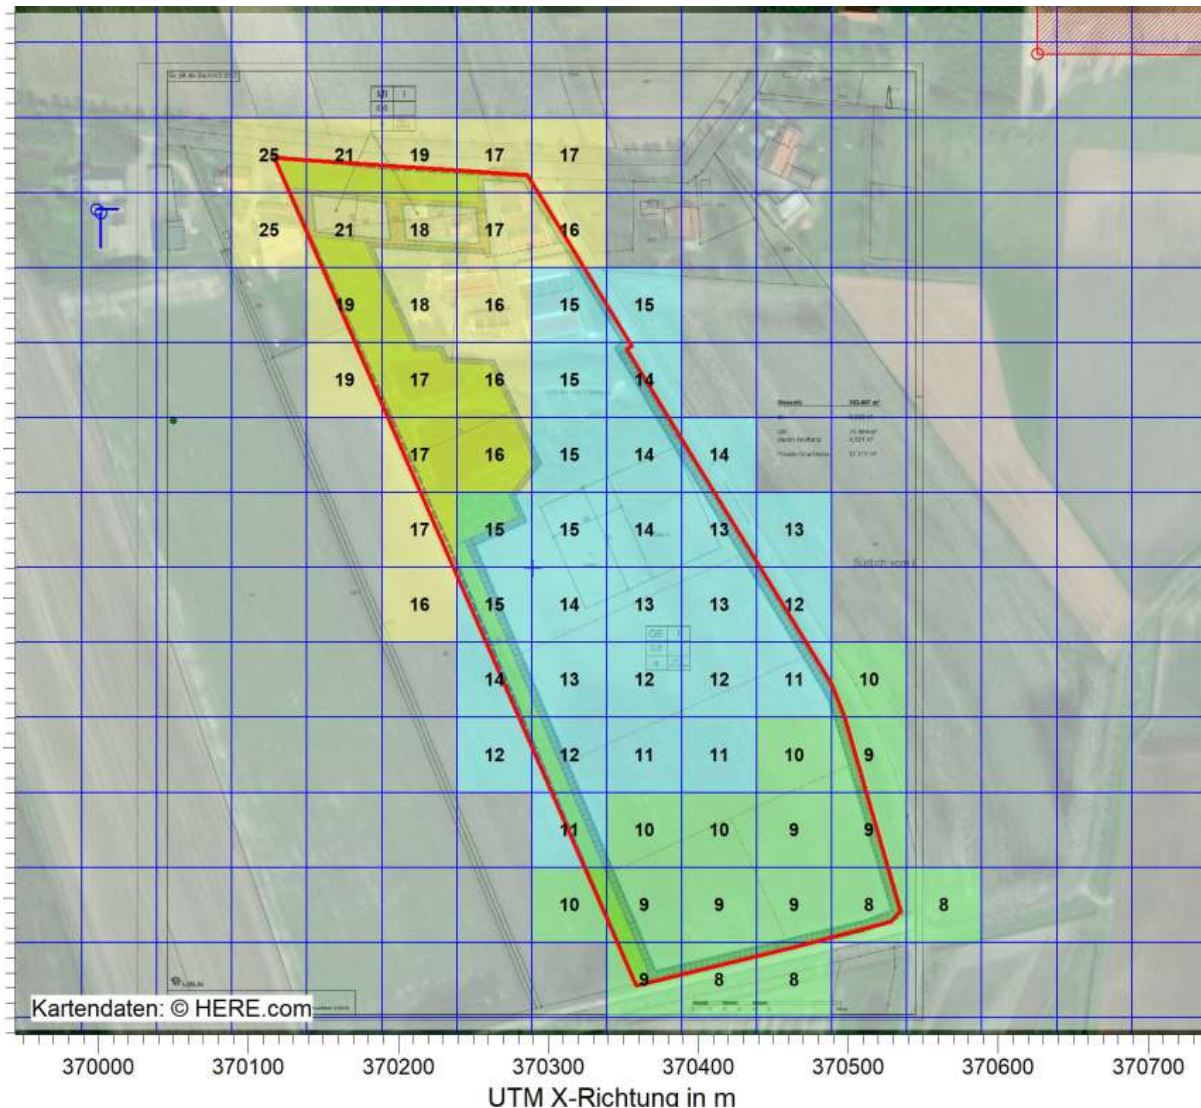 MI I
25 21 19 17 17
25 21 18 17 16
19 18 16 15 15
19 17 16 15 14
17 16 15 14 14
17 15 15 14 13 13
16 15 14 13 13 12
GE I
14 13 12 12 11 10
12 12 11 11 10 9
11 10 10 9 9
10 9 9 9 8 8
9 8 8
Kartendaten: © HERE.com
370000 370100 370200 370300 370400 370500 370600 370700
UTM X-Richtung in m